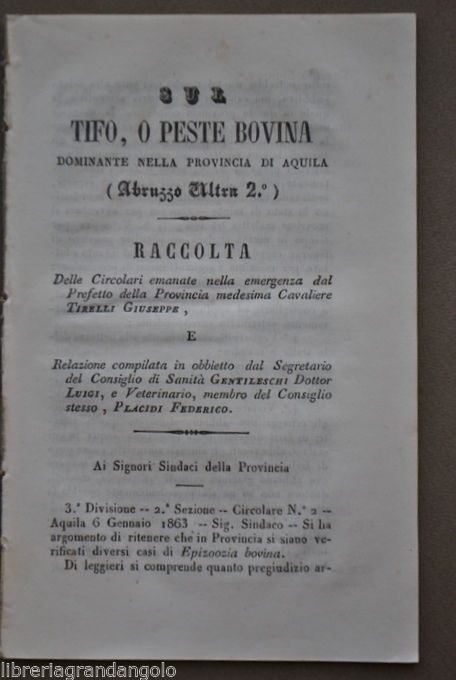 SUL
TIFO, O PESTE BOVINA
DOMINANTE NELLA PROVINCIA DI AQUILA
( Abruzzo Ultra 2.° )
RACCOLTA
Delle Circolari emanate nella emergenza dal
Prefetto della Provincia medesima Cavaliere
TIRELLI GIUSEPPE ,
E
Relazione compilata in obbietto dal Segretario
del Consiglio di Sanità GENTILESCHI Dottor
LUIGI, e Veterinario, membro del Consiglio
stesso , PLACIDI FEDERICO.
Ai Signori Sindaci della Provincia
3.ª Divisione -- 2.ª Sezione -- Circolare N.° 2 --
Aquila 6 Gennaio 1863 -- Sig. Sindaco -- Si ha
argomento di ritenere che in Provincia si siano ve-
rificati diversi casi di Epizoozia bovina.
Di leggieri si comprende quanto pregiudizio ar-
libreriagrandangolo